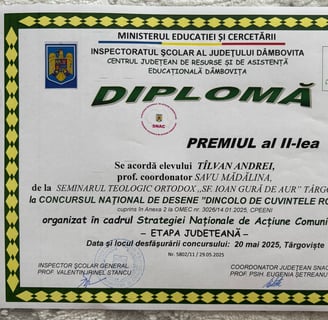 MINISTERUL EDUCAȚIEI ȘI CERCETĂRII
INSPECTORATUL ȘCOLAR AL JUDEȚULUI DÂMBOVIȚA
CENTRUL JUDEȚEAN DE RESURSE ȘI DE ASISTENȚĂ
EDUCAȚIONALĂ DÂMBOVIȚA
DIPLOMĂ
SNAC
PREMIUL al II-lea
Se acordă elevului TÎLVAN ANDREI,
prof. coordonator SAVU MĂDĂLINA,
de la SEMINARUL TEOLOGIC ORTODOX „SF. IOAN GURĂ DE AUR” TÂRGO
la CONCURSUL NAȚIONAL DE DESENE "DINCOLO DE CUVINTELE RO
cuprins în Anexa 2 la OMEC nr. 3026/14.01.2025, CPEENI
organizat în cadrul Strategiei Naționale de Acțiune Comuni
– ETAPA JUDEȚEANĂ –
Data și locul desfășurării concursului: 20 mai 2025, Târgoviște
Nr. 5802/11 / 29.05.2025
INSPECTOR ȘCOLAR GENERAL COORDONATOR JUDEȚEAN SNAC
PROF. VALENTIN IRINEL STANCU PROF. PSIH. EUGENIA ȘETREANU